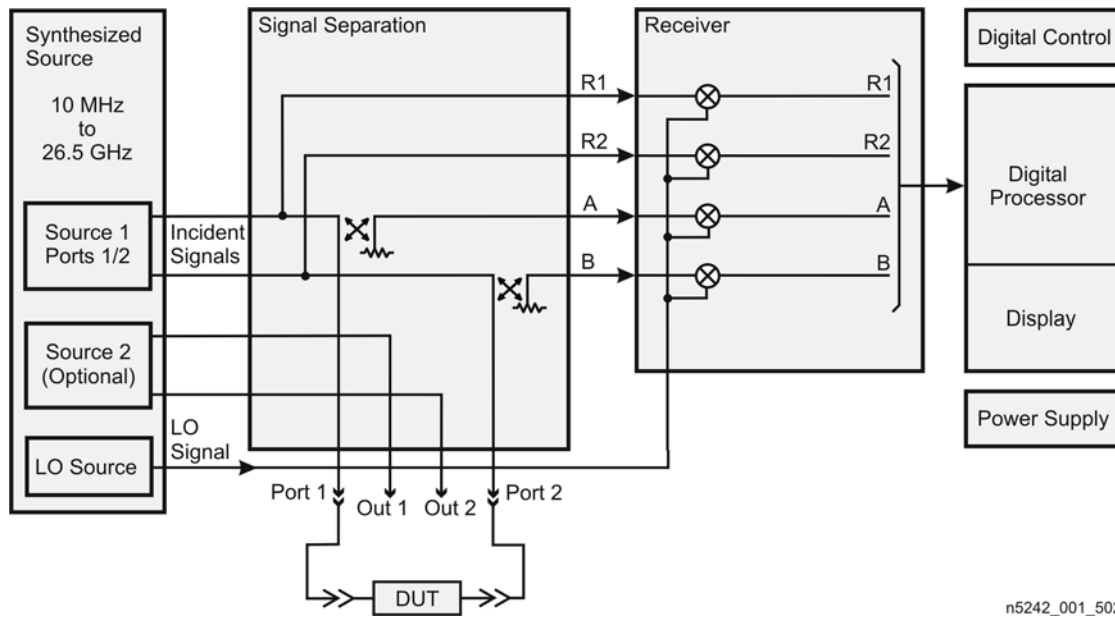 Synthesized
Source
10 MHz
to
26.5 GHz
Source 1
Ports 1/2
Source 2
(Optional)
LO Source
Incident
Signals
LO
Signal
Signal Separation
R1
R2
A
B
Port 1
Out 1
Out 2
Port 2
DUT
Receiver
R1
R2
A
B
Digital Control
Digital
Processor
Display
Power Supply
n5242_001_502